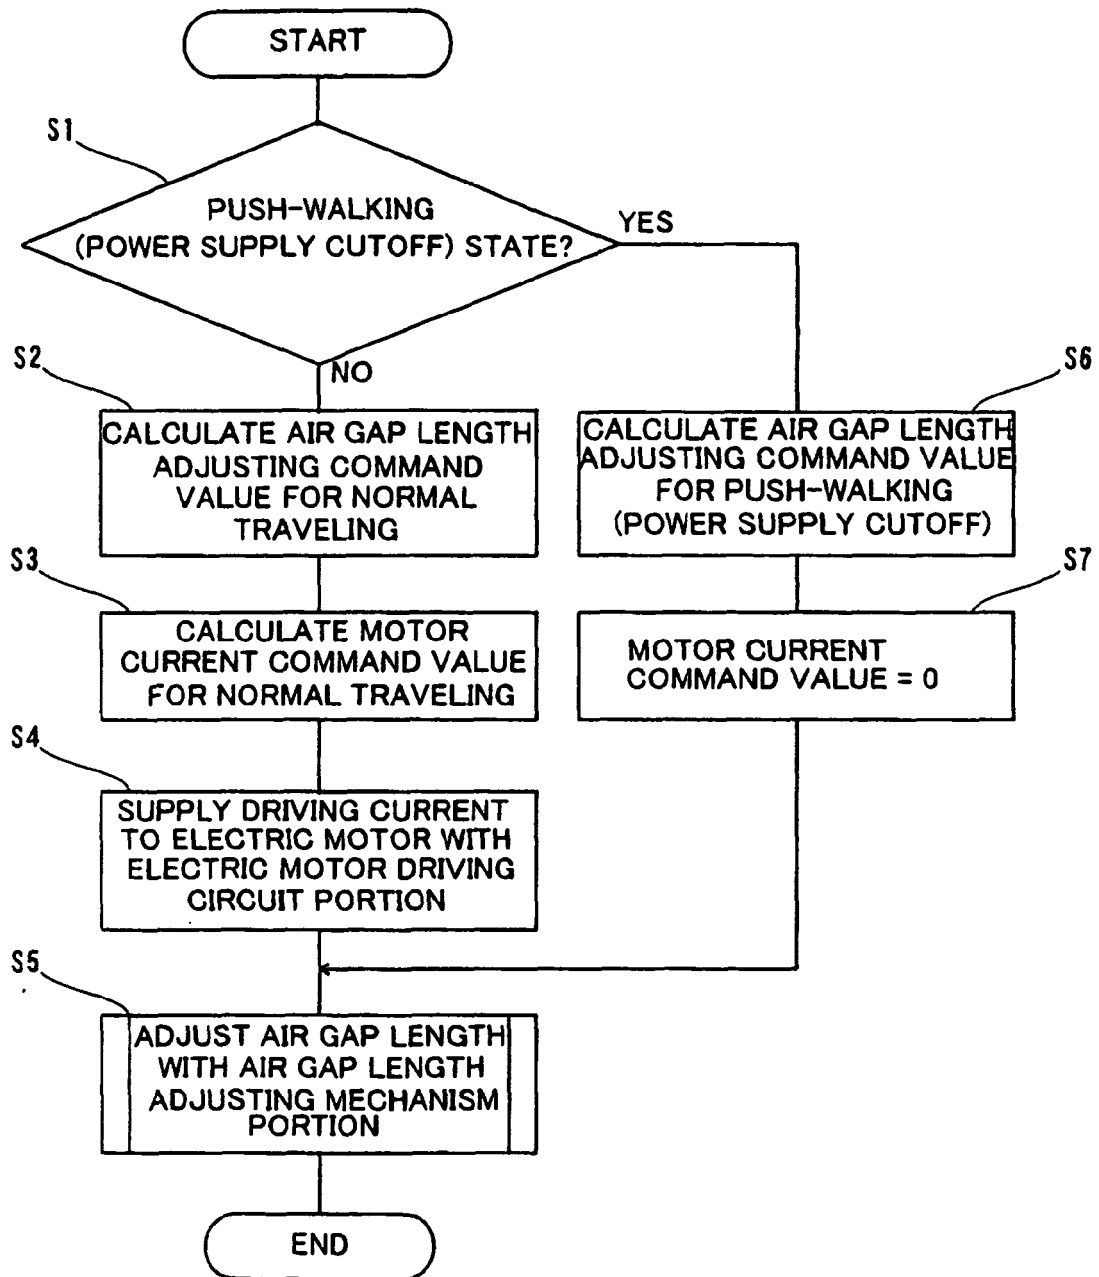 START
S1
PUSH-WALKING
(POWER SUPPLY CUTOFF) STATE?
YES
NO
S2
CALCULATE AIR GAP LENGTH
ADJUSTING COMMAND
VALUE FOR NORMAL
TRAVELING
S3
CALCULATE MOTOR
CURRENT COMMAND VALUE
FOR NORMAL TRAVELING
S4
SUPPLY DRIVING CURRENT
TO ELECTRIC MOTOR WITH
ELECTRIC MOTOR DRIVING
CIRCUIT PORTION
S6
CALCULATE AIR GAP LENGTH
ADJUSTING COMMAND VALUE
FOR PUSH-WALKING
(POWER SUPPLY CUTOFF)
S7
MOTOR CURRENT
COMMAND VALUE = 0
S5
ADJUST AIR GAP LENGTH
WITH AIR GAP LENGTH
ADJUSTING MECHANISM
PORTION
END